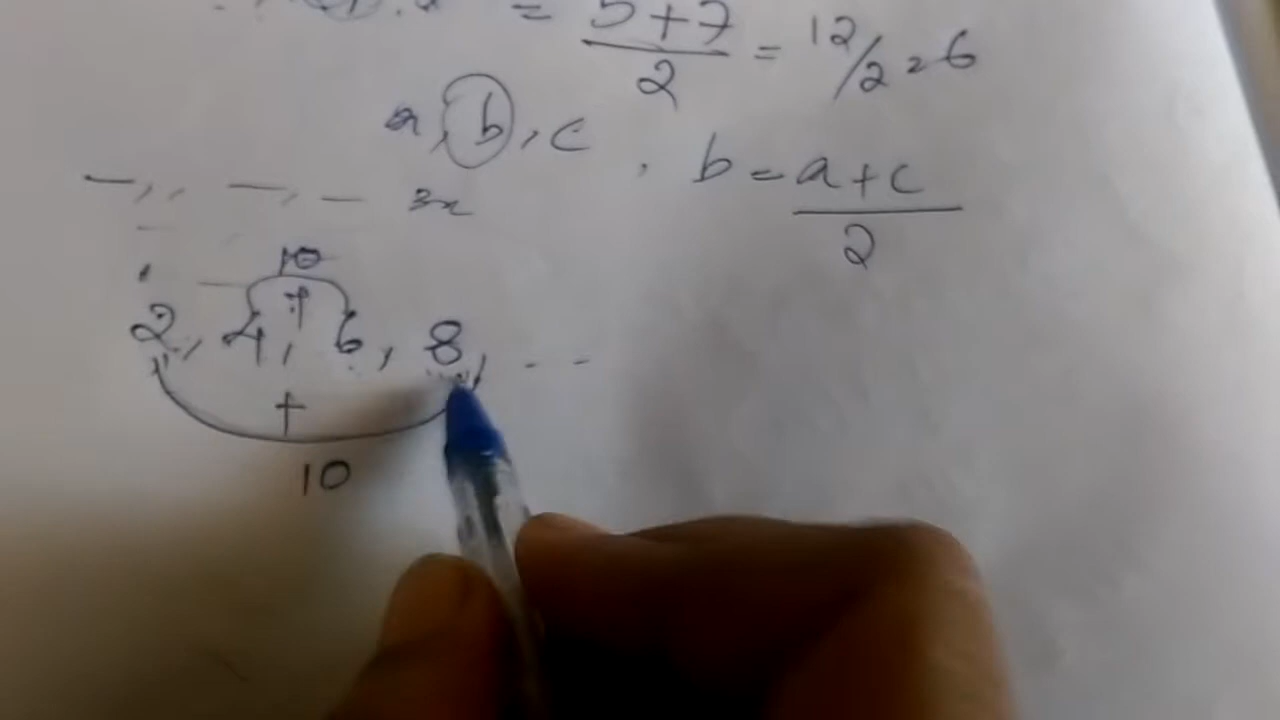 = 5+7/2 = 12/2 = 6
a, b, c , b = a+c/2
10
+
2, 4, 6, 8, - -
+
10